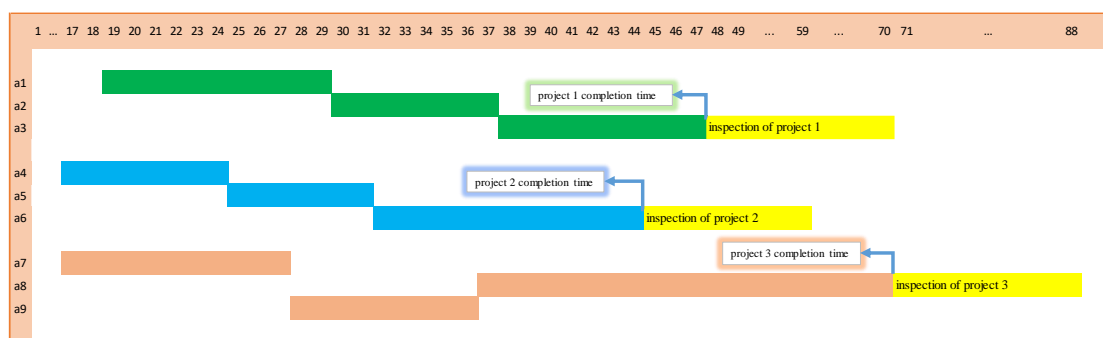 1 ... 17 18 19 20 21 22 23 24 25 26 27 28 29 30 31 32 33 34 35 36 37 38 39 40 41 42 43 44 45 46 47 48 49 ... 59 ... 70 71 ... 88
a1
project 1 completion time
a2
a3 inspection of project 1
a4
project 2 completion time
a5
a6 inspection of project 2
project 3 completion time
a7
a8 inspection of project 3
a9